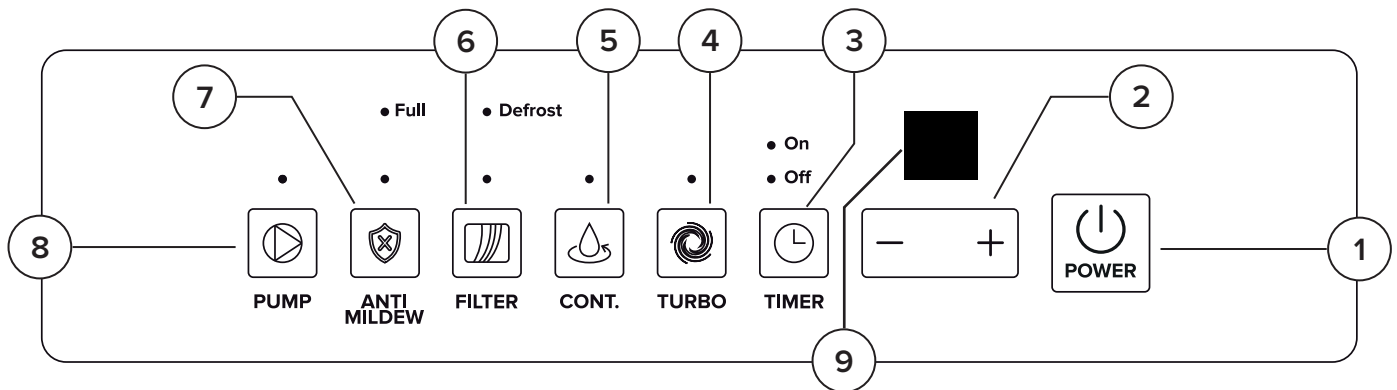 6
5
4
3
7
2
Full
Defrost
On
Off
8
1
POWER
PUMP
ANTI
MILDEW
FILTER
CONT.
TURBO
TIMER
9